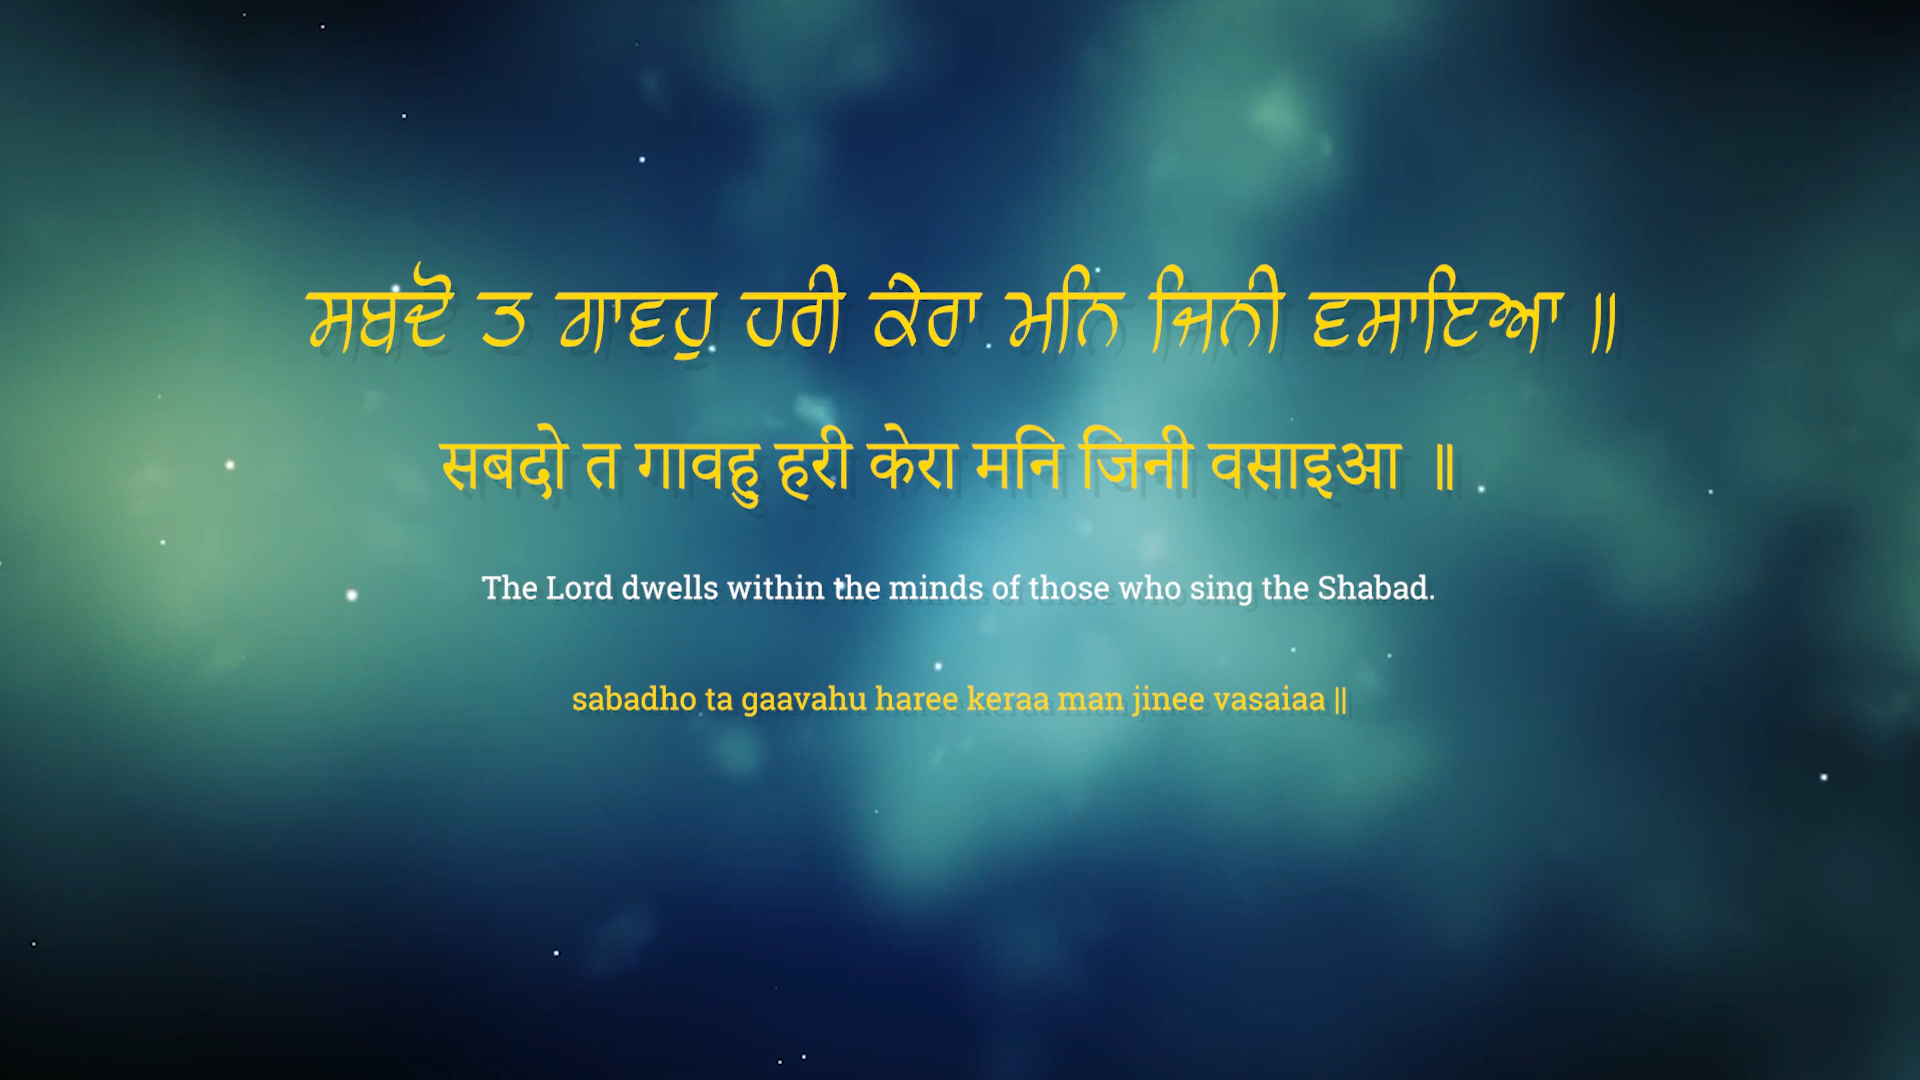 ਸਬਦੋ ਤ ਗਾਵਹੁ ਹਰੀ ਕੇਰਾ ਮਨਿ ਜਿਨੀ ਵਸਾਇਆ ॥
सबदो त गावहु हरी केरा मनि जिनी वसाइआ ॥
The Lord dwells within the minds of those who sing the Shabad.
sabadho ta gaavahu haree keraa man jinee vasaiaa ||